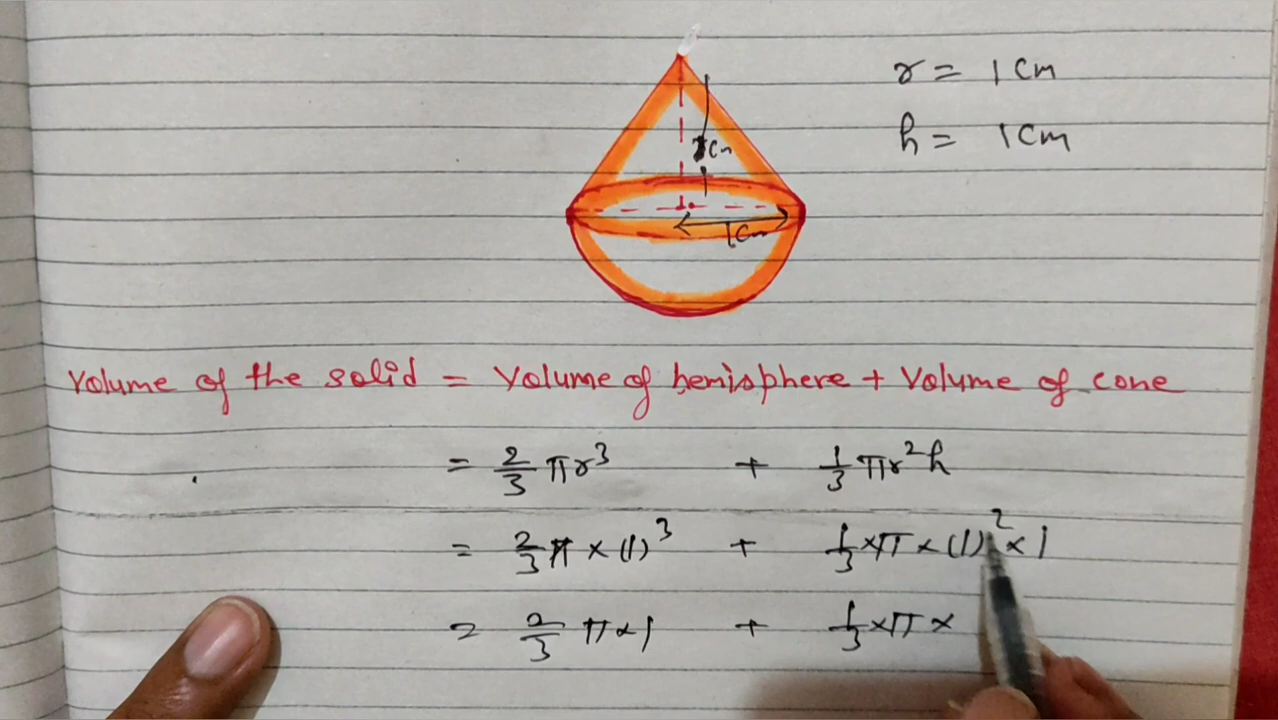 r = 1 cm
h = 1 cm
1cm
1cm
Volume of the solid = Volume of hemisphere + Volume of cone
= 2/3 πr³ + 1/3 πr²h
= 2/3 π × (1)³ + 1/3 × π × (1)² × 1
= 2/3 π × 1 + 1/3 × π ×